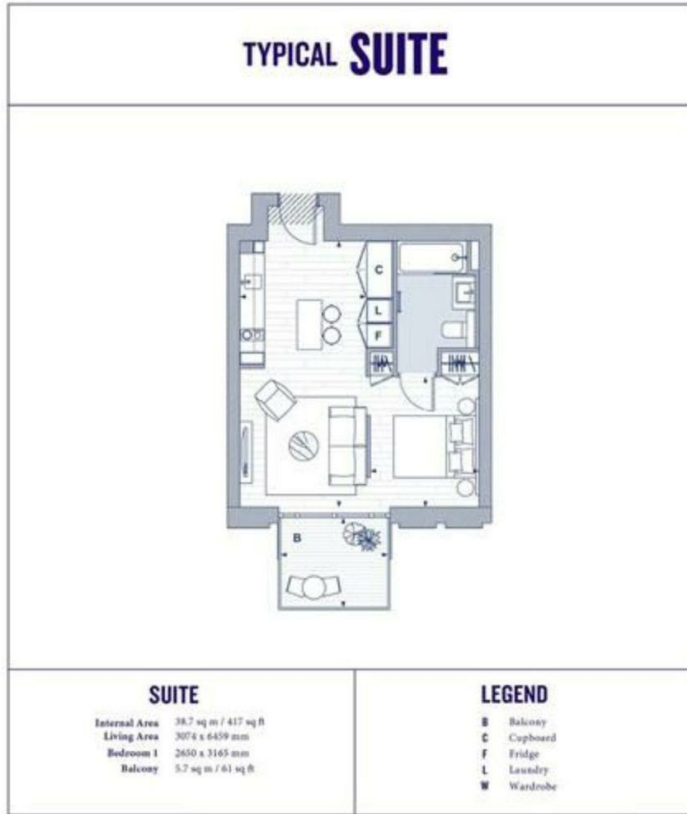 TYPICAL SUITE
C
L
F
B
SUITE
Internal Area 38.7 sq m / 417 sq ft
Living Area 3074 x 6459 mm
Bedroom 1 2650 x 3165 mm
Balcony 5.7 sq m / 61 sq ft
LEGEND
B Balcony
C Cupboard
F Fridge
L Laundry
W Wardrobe